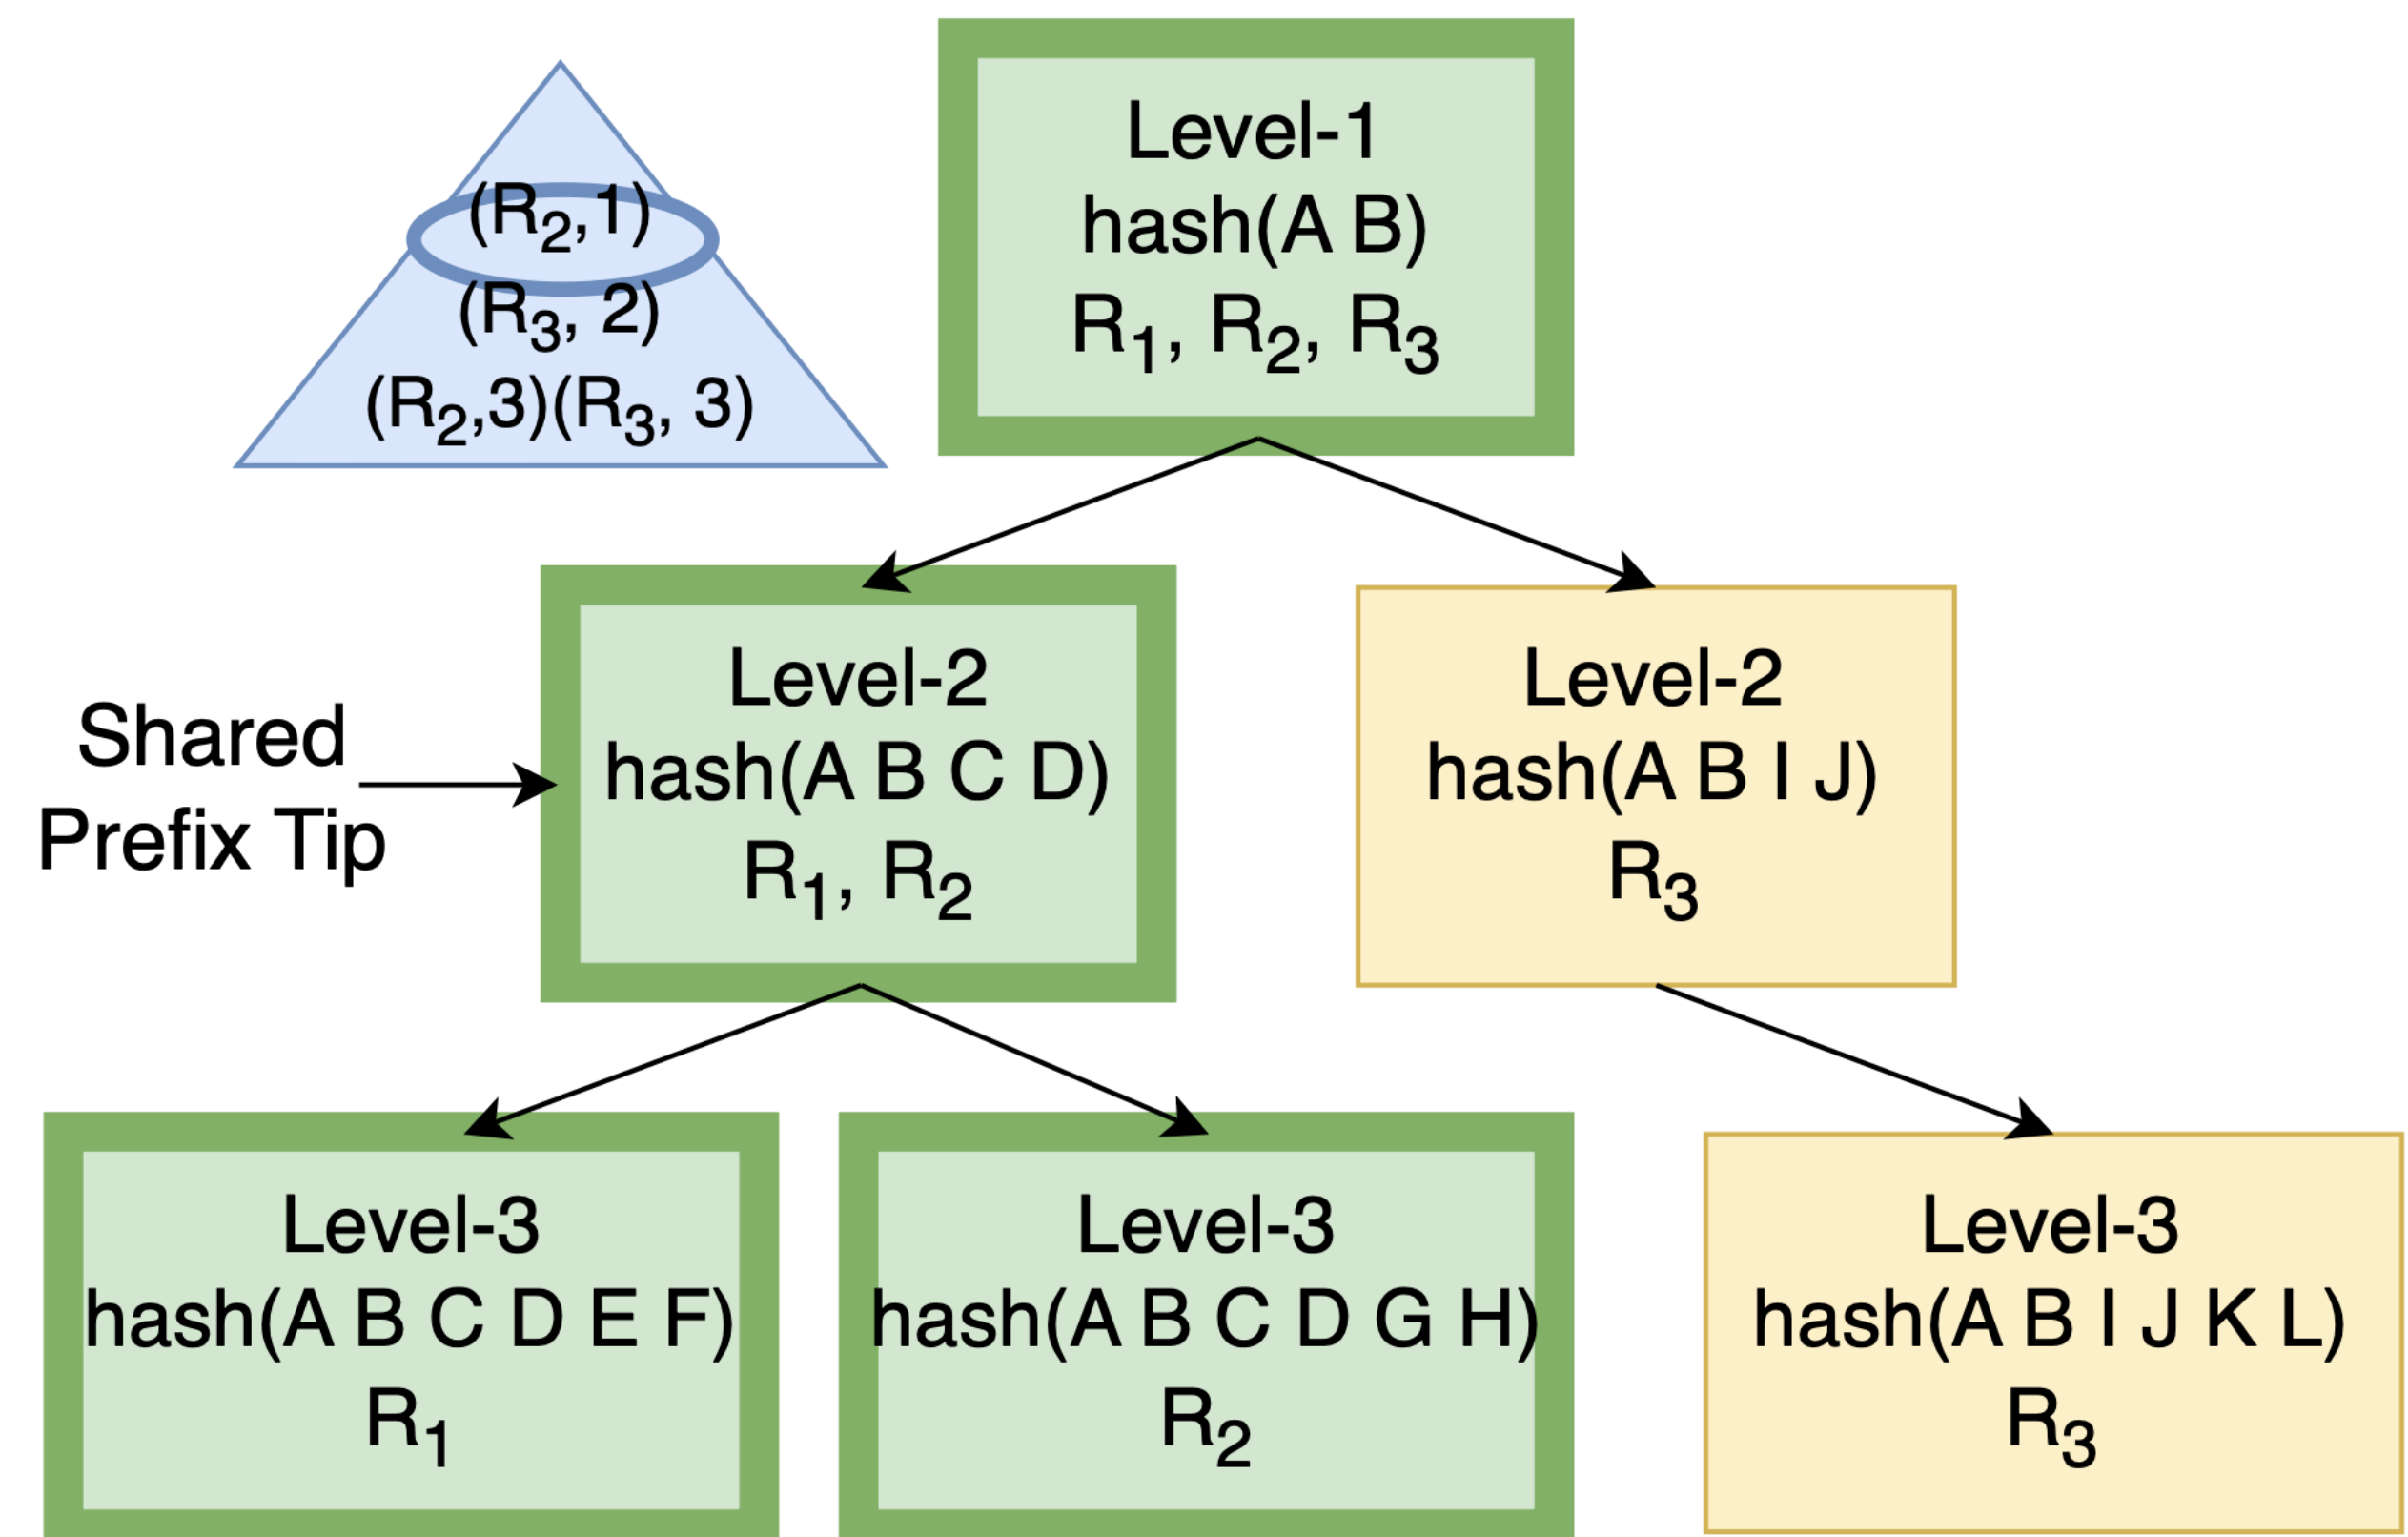 (R₂,1)
(R₃, 2)
(R₂,3)(R₃, 3)
Level-1
hash(A B)
R₁, R₂, R₃
Shared
Prefix Tip
Level-2
hash(A B C D)
R₁, R₂
Level-2
hash(A B I J)
R₃
Level-3
hash(A B C D E F)
R₁
Level-3
hash(A B C D G H)
R₂
Level-3
hash(A B I J K L)
R₃